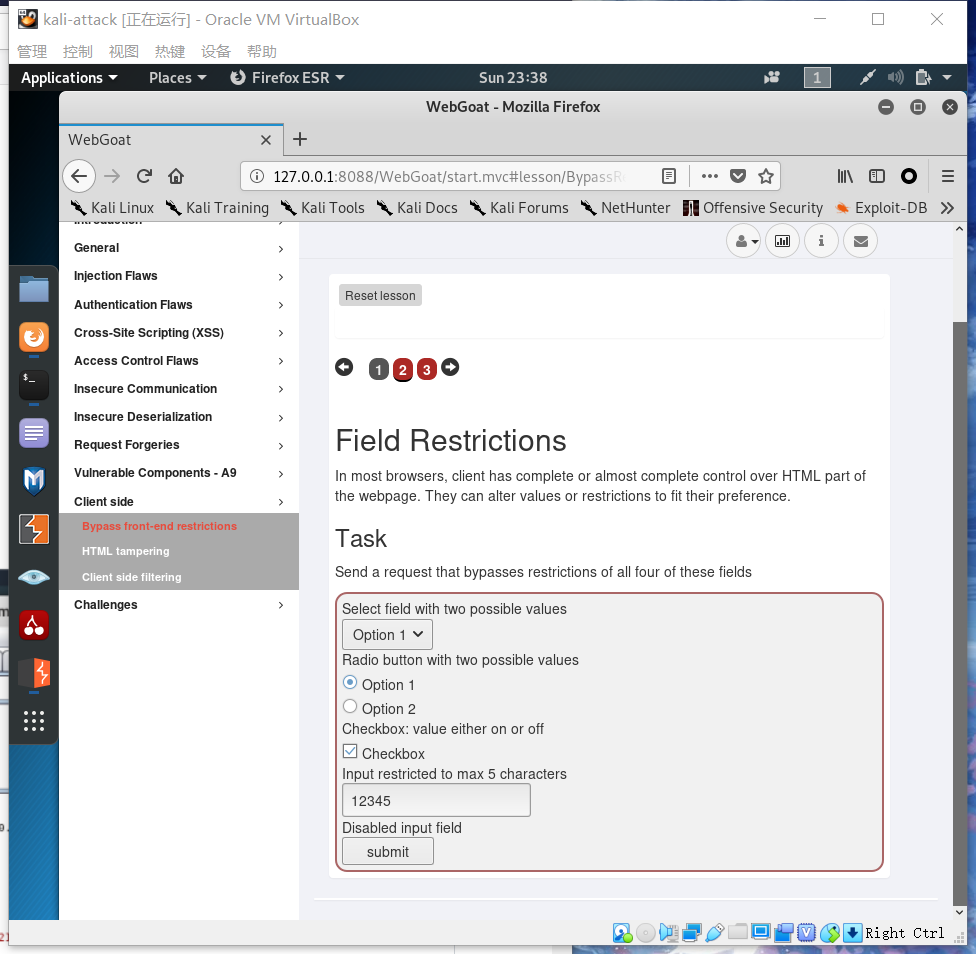 kali-attack [正在运行] - Oracle VM VirtualBox
管理 控制 视图 热键 设备 帮助
Applications Places Firefox ESR Sun 23:38 1
WebGoat - Mozilla Firefox
WebGoat
127.0.0.1:8088/WebGoat/start.mvc#lesson/BypassRe
Kali Linux Kali Training Kali Tools Kali Docs Kali Forums NetHunter Offensive Security Exploit-DB
General
Injection Flaws
Authentication Flaws
Cross-Site Scripting (XSS)
Access Control Flaws
Insecure Communication
Insecure Deserialization
Request Forgeries
Vulnerable Components - A9
Client side
Bypass front-end restrictions
HTML tampering
Client side filtering
Challenges
Reset lesson
1 2 3
Field Restrictions
In most browsers, client has complete or almost complete control over HTML part of
the webpage. They can alter values or restrictions to fit their preference.
Task
Send a request that bypasses restrictions of all four of these fields
Select field with two possible values
Option 1
Radio button with two possible values
Option 1
Option 2
Checkbox: value either on or off
Checkbox
Input restricted to max 5 characters
12345
Disabled input field
submit
Right Ctrl